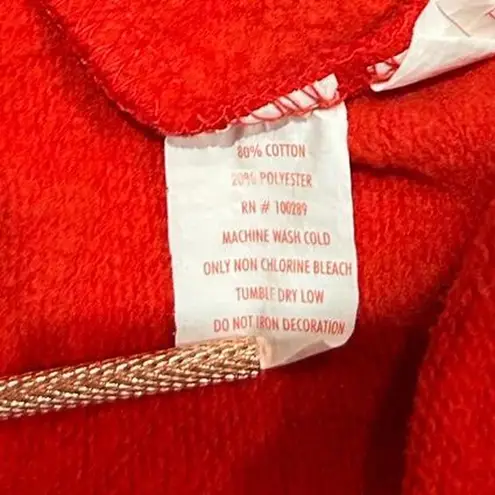 80% COTTON
20% POLYESTER
RN # 100289
MACHINE WASH COLD
ONLY NON CHLORINE BLEACH
TUMBLE DRY LOW
DO NOT IRON DECORATION